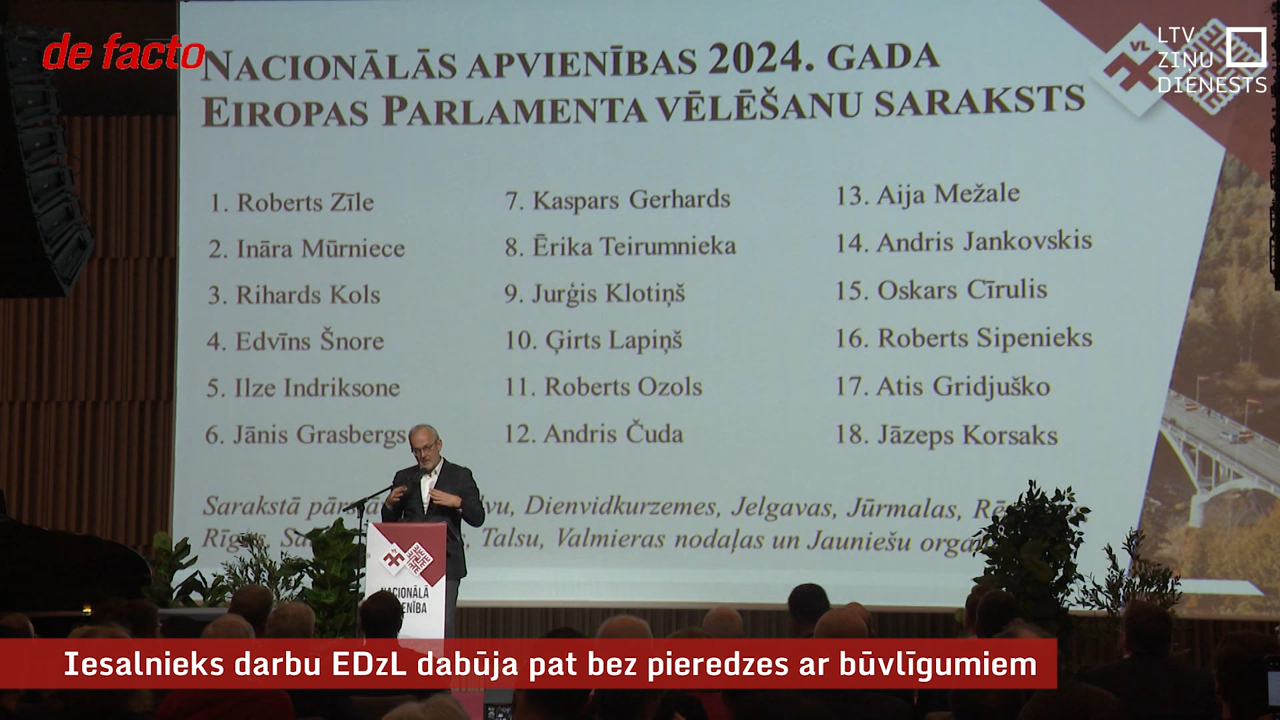 de facto
LTV
ZIŅU
DIENESTS
NACIONĀLĀS APVIENĪBAS 2024. GADA
EIROPAS PARLAMENTA VĒLĒŠANU SARAKSTS
VL
1. Roberts Zīle
2. Ināra Mūrniece
3. Rihards Kols
4. Edvīns Šnore
5. Ilze Indriksone
6. Jānis Grasbergs
7. Kaspars Gerhards
8. Ērika Teirumnieka
9. Jurģis Klotiņš
10. Ģirts Lapiņš
11. Roberts Ozols
12. Andris Čuda
13. Aija Mežale
14. Andris Jankovskis
15. Oskars Cīrulis
16. Roberts Sipenieks
17. Atis Gridjuško
18. Jāzeps Korsaks
Sarakstā Dienvidkurzemes, Jelgavas, Jūrmalas,
Talsu, Valmieras nodaļas un Jauniešu
NACIONĀLĀ
APVIENĪBA
Iesalnieks darbu EDzL dabūja pat bez pieredzes ar būvlīgumiem